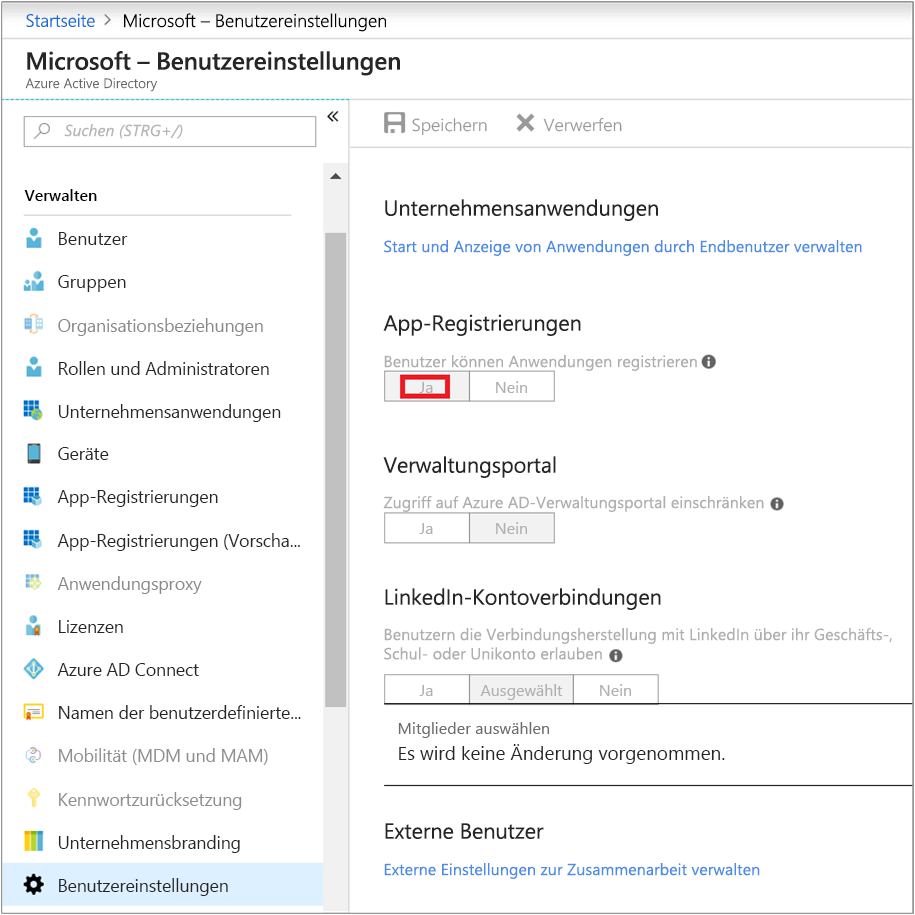 Startseite > Microsoft – Benutzereinstellungen
Microsoft – Benutzereinstellungen
Azure Active Directory
Suchen (STRG+/)
«
Verwalten
Benutzer
Gruppen
Organisationsbeziehungen
Rollen und Administratoren
Unternehmensanwendungen
Geräte
App-Registrierungen
App-Registrierungen (Vorscha...
Anwendungsproxy
Lizenzen
Azure AD Connect
Namen der benutzerdefinierte...
Mobilität (MDM und MAM)
Kennwortzurücksetzung
Unternehmensbranding
Benutzereinstellungen
Speichern Verwerfen
Unternehmensanwendungen
Start und Anzeige von Anwendungen durch Endbenutzer verwalten
App-Registrierungen
Benutzer können Anwendungen registrieren
Ja Nein
Verwaltungsportal
Zugriff auf Azure AD-Verwaltungsportal einschränken
Ja Nein
LinkedIn-Kontoverbindungen
Benutzern die Verbindungsherstellung mit LinkedIn über ihr Geschäfts-,
Schul- oder Unikonto erlauben
Ja Ausgewählt Nein
Mitglieder auswählen
Es wird keine Änderung vorgenommen.
Externe Benutzer
Externe Einstellungen zur Zusammenarbeit verwalten